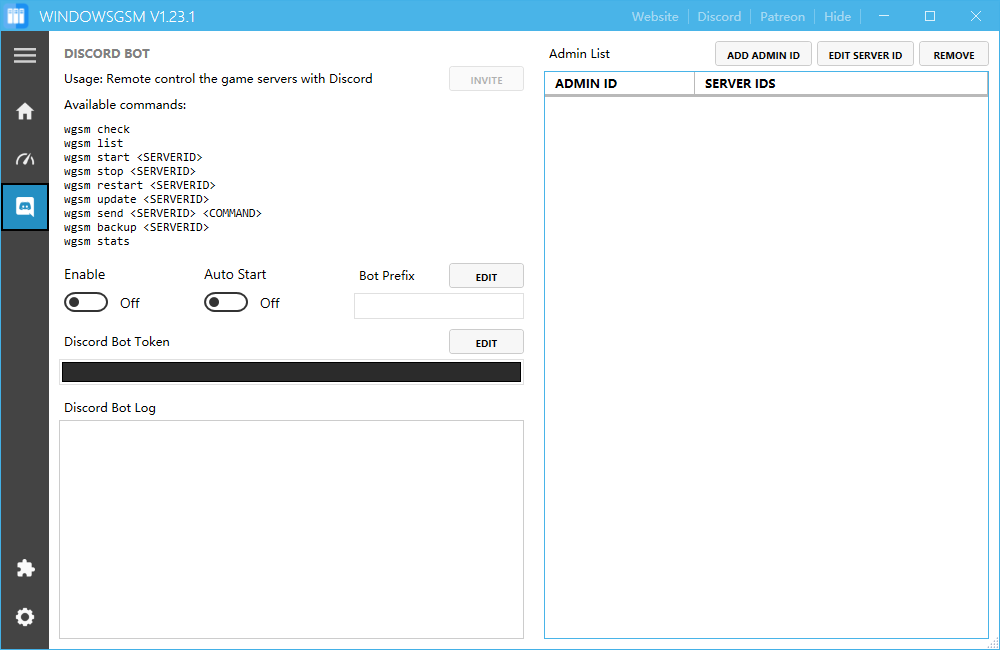 WINDOWSGSM V1.23.1
Website
Discord
Patreon
Hide
DISCORD BOT
Usage: Remote control the game servers with Discord
INVITE
Available commands:
wgsm check
wgsm list
wgsm start <SERVERID>
wgsm stop <SERVERID>
wgsm restart <SERVERID>
wgsm update <SERVERID>
wgsm send <SERVERID> <COMMAND>
wgsm backup <SERVERID>
wgsm stats
Enable
Off
Auto Start
Off
Bot Prefix
EDIT
Discord Bot Token
EDIT
Discord Bot Log
Admin List
ADD ADMIN ID
EDIT SERVER ID
REMOVE
ADMIN ID
SERVER IDS